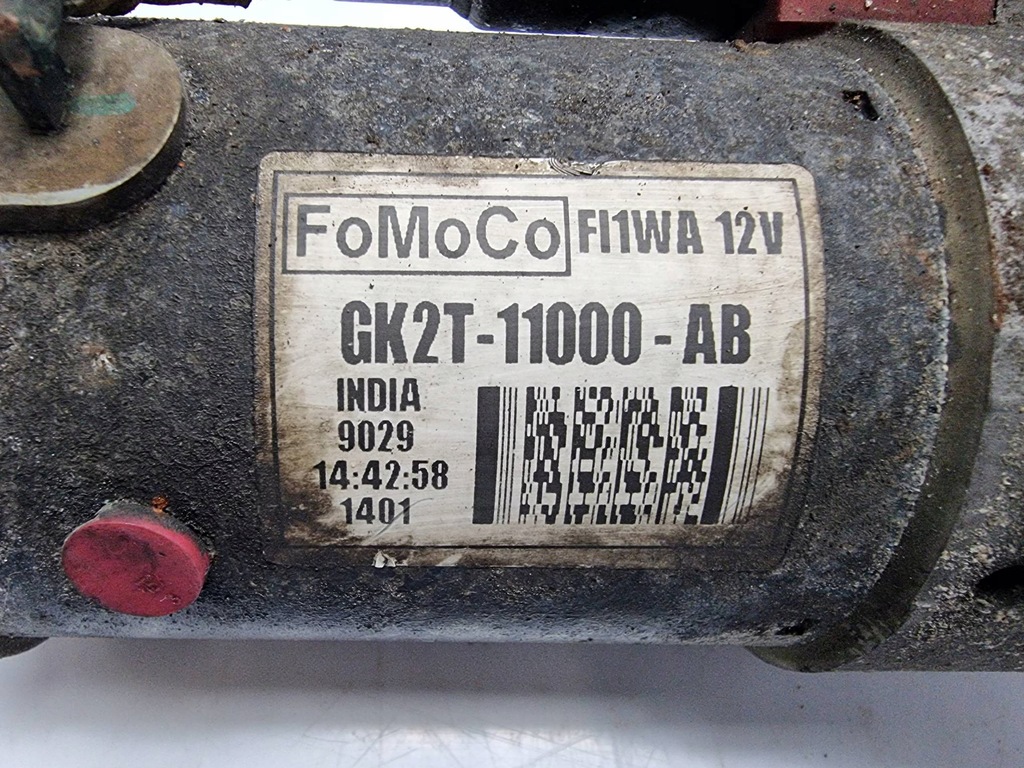 FoMoCo FI1WA 12V
GK2T-11000-AB
INDIA
9029
14:42:58
1401